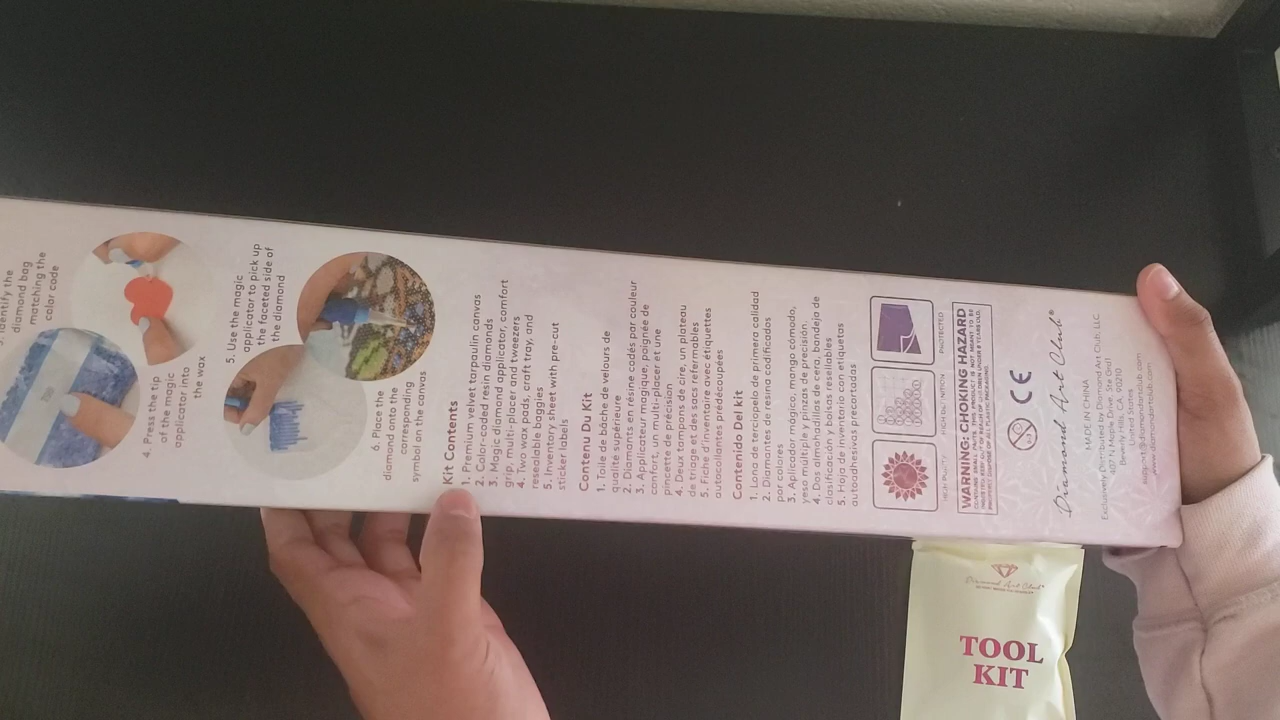 identify the
diamond bag
matching the
color code
4. Press the tip
of the magic
applicator into
the wax
5. Use the magic
applicator to pick up
the faceted side of
the diamond
6. Place the
diamond onto the
corresponding
symbol on the canvas
Kit Contents
1. Premium velvet tarpaulin canvas
2. Color-coded resin diamonds
3. Magic diamond applicator, comfort
grip, multi-placer and tweezers
4. Two wax pads, craft tray, and
resealable baggies
5. Inventory sheet with pre-cut
sticker labels
Contenu Du Kit
1. Toile de bâche de velours de
qualité supérieure
2. Diamants en résine codés par couleur
3. Applicateur magique, poignée de
confort, un multi-placer et une
pincette de précision
4. Deux tampons de cire, un plateau
de triage et des sacs refermables
5. Fiche d'inventaire avec étiquettes
autocollantes prédécoupées
Contenido Del kit
1. Lona de terciopelo de primera calidad
2. Diamantes de resina codificadas
por colores
3. Aplicador mágico, mango cómodo,
yeso múltiple y pinzas de precisión.
4. Dos almohadillas de cera, bandeja de
clasificación y bolsas resellables
5. Hoja de inventario con etiquetas
autoadhesivas precortadas
HIGH PURITY
HIGH DEFINITION
PROTECTED
WARNING: CHOKING HAZARD
0-3
CE
Diamond Art Club®
MADE IN CHINA
Exclusively Distributed by Diamond Art Club, LLC.
Beverly Hills, CA 90210
United States
support@diamondartclub.com
www.diamondartclub.com
Diamond Art Club®
TOOL
KIT